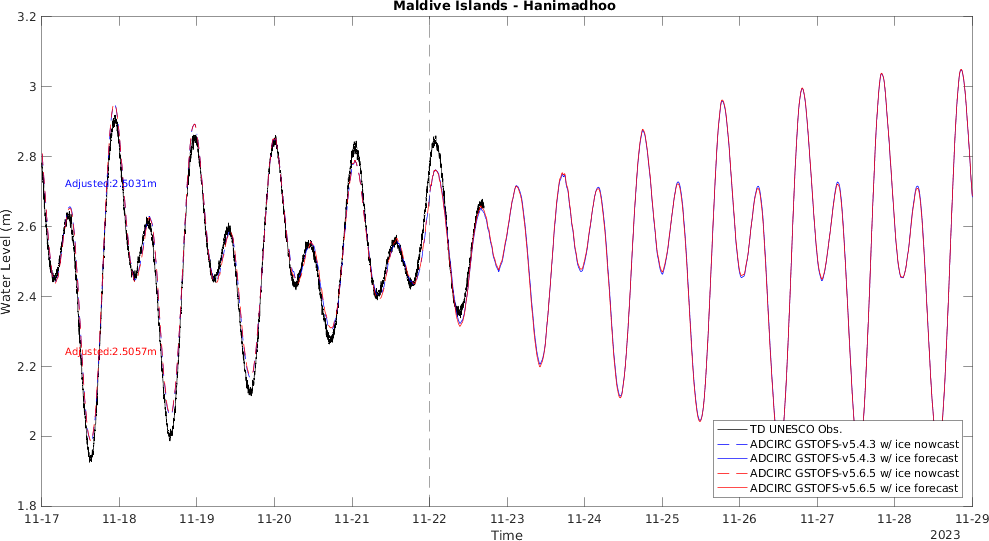 Maldive Islands - Hanimadhoo
3.2
3
2.8
2.6
2.4
2.2
2
1.8
Water Level (m)
Adjusted:2.5031m
Adjusted:2.5057m
TD UNESCO Obs.
ADCIRC GSTOFS-v5.4.3 w/ ice nowcast
ADCIRC GSTOFS-v5.4.3 w/ ice forecast
ADCIRC GSTOFS-v5.6.5 w/ ice nowcast
ADCIRC GSTOFS-v5.6.5 w/ ice forecast
11-17 11-18 11-19 11-20 11-21 11-22 11-23 11-24 11-25 11-26 11-27 11-28 11-29
Time
2023